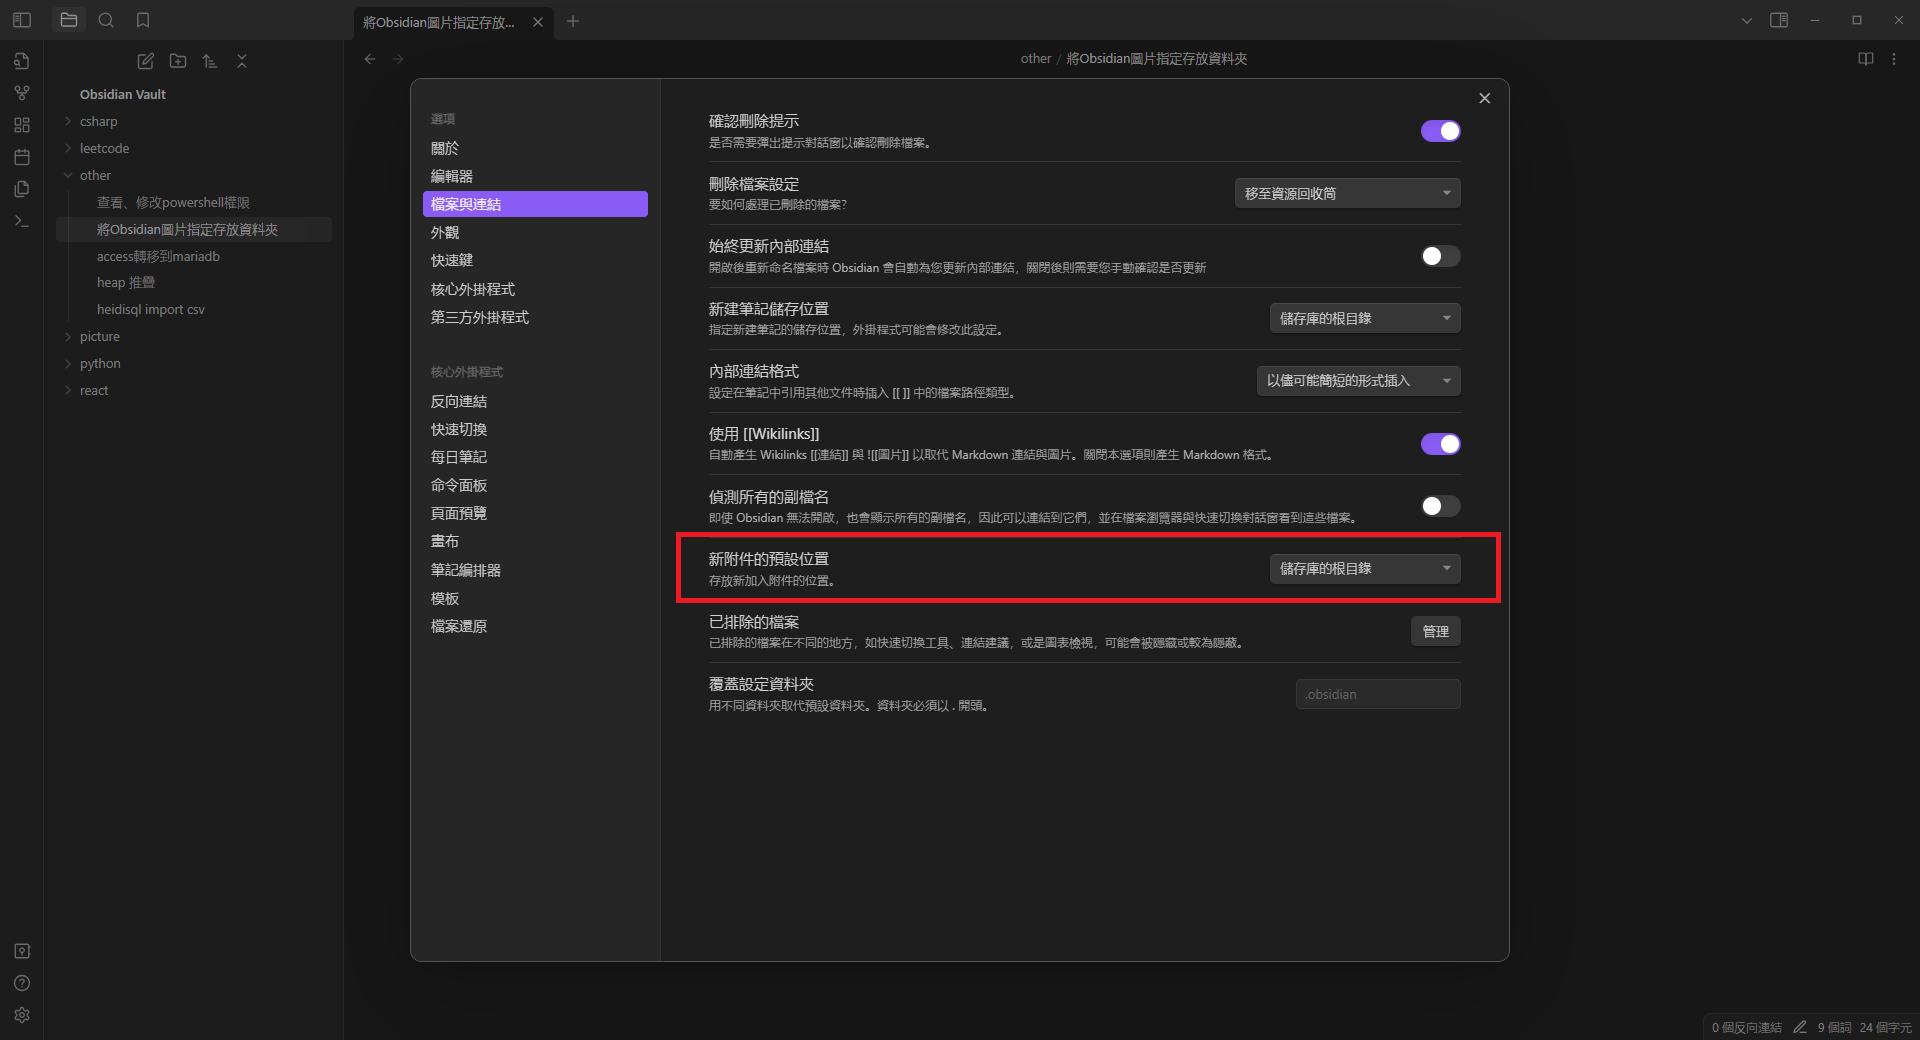 將Obsidian圖片指定存放...
other / 將Obsidian圖片指定存放資料夾
Obsidian Vault
csharp
leetcode
other
查看、修改powershell權限
將Obsidian圖片指定存放資料夾
access轉移到mariadb
heap 推疊
heidisql import csv
picture
python
react
選項
關於
編輯器
檔案與連結
外觀
快速鍵
核心外掛程式
第三方外掛程式
核心外掛程式
反向連結
快速切換
每日筆記
命令面板
頁面預覽
畫布
筆記編排器
模板
檔案還原
確認刪除提示
是否需要彈出提示對話窗以確認刪除檔案。
刪除檔案設定
要如何處理已刪除的檔案？
移至資源回收筒
始終更新內部連結
開啟後重新命名檔案時 Obsidian 會自動為您更新內部連結，關閉後則需要您手動確認是否更新
新建筆記儲存位置
指定新建筆記的儲存位置，外掛程式可能會修改此設定。
儲存庫的根目錄
內部連結格式
設定在筆記中引用其他文件時插入 [[ ]] 中的檔案路徑類型。
以儘可能簡短的形式插入
使用 [[Wikilinks]]
自動產生 Wikilinks [[連結]] 與 ![[圖片]] 以取代 Markdown 連結與圖片。關閉本選項則產生 Markdown 格式。
偵測所有的副檔名
即使 Obsidian 無法開啟，也會顯示所有的副檔名，因此可以連結到它們，並在檔案瀏覽器與快速切換對話窗看到這些檔案。
新附件的預設位置
存放新加入附件的位置。
儲存庫的根目錄
已排除的檔案
已排除的檔案在不同的地方，如快速切換工具、連結建議，或是圖表檢視，可能會被隱藏或較為隱蔽。
管理
覆蓋設定資料夾
用不同資料夾取代預設資料夾。資料夾必須以 . 開頭。
.obsidian
0 個反向連結 9 個詞 24 個字元